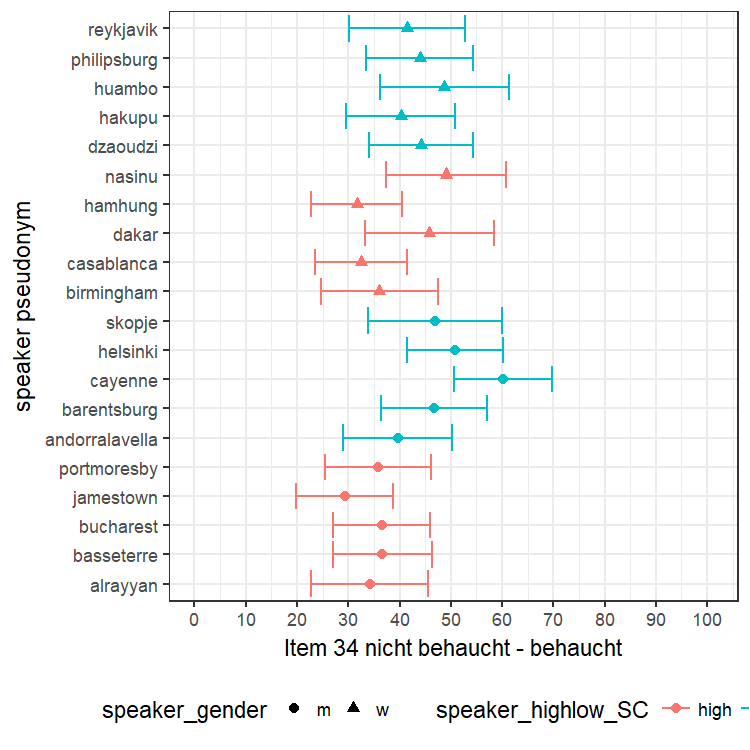 reykjavik
philipsburg
huambo
hakupu
dzaoudzi
nasinu
hamhung
dakar
casablanca
birmingham
skopje
helsinki
cayenne
barentsburg
andorralavella
portmoresby
jamestown
bucharest
basseterre
alrayyan
speaker pseudonym
0 10 20 30 40 50 60 70 80 90 100
Item 34 nicht behaucht - behaucht
speaker_gender m w speaker_highlow_SC high